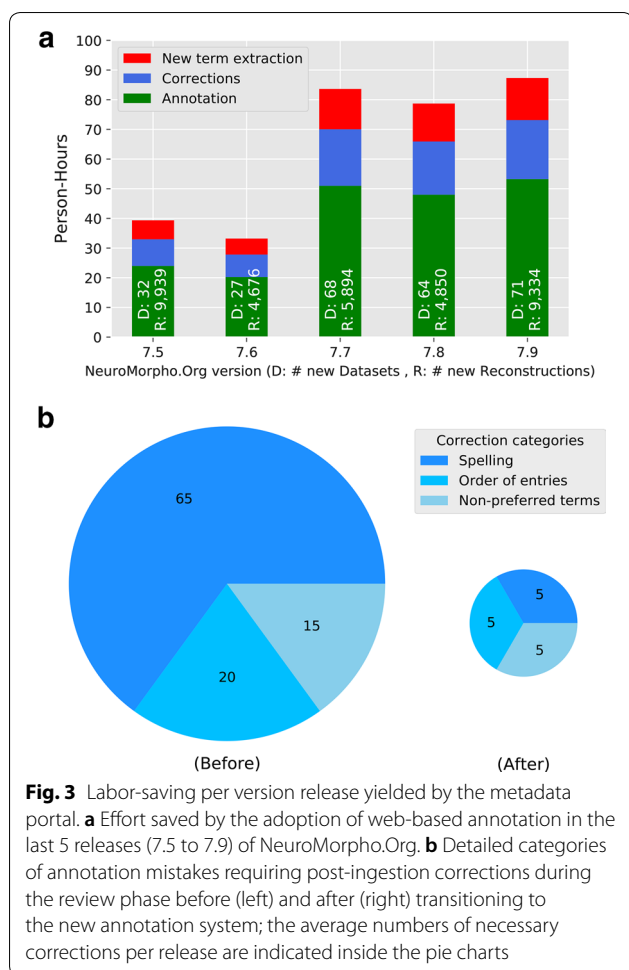 a
100
90
80
70
60
50
40
30
20
10
0
Person-Hours
New term extraction
Corrections
Annotation
D: 32
R: 9,939
D: 27
R: 4,676
D: 68
R: 5,894
D: 64
R: 4,850
D: 71
R: 9,334
7.5 7.6 7.7 7.8 7.9
NeuroMorpho.Org version (D: # new Datasets , R: # new Reconstructions)
b
Correction categories
Spelling
Order of entries
Non-preferred terms
65
15
20
5
5
5
(Before)
(After)
Fig. 3 Labor-saving per version release yielded by the metadata
portal. a Effort saved by the adoption of web-based annotation in the
last 5 releases (7.5 to 7.9) of NeuroMorpho.Org. b Detailed categories
of annotation mistakes requiring post-ingestion corrections during
the review phase before (left) and after (right) transitioning to
the new annotation system; the average numbers of necessary
corrections per release are indicated inside the pie charts